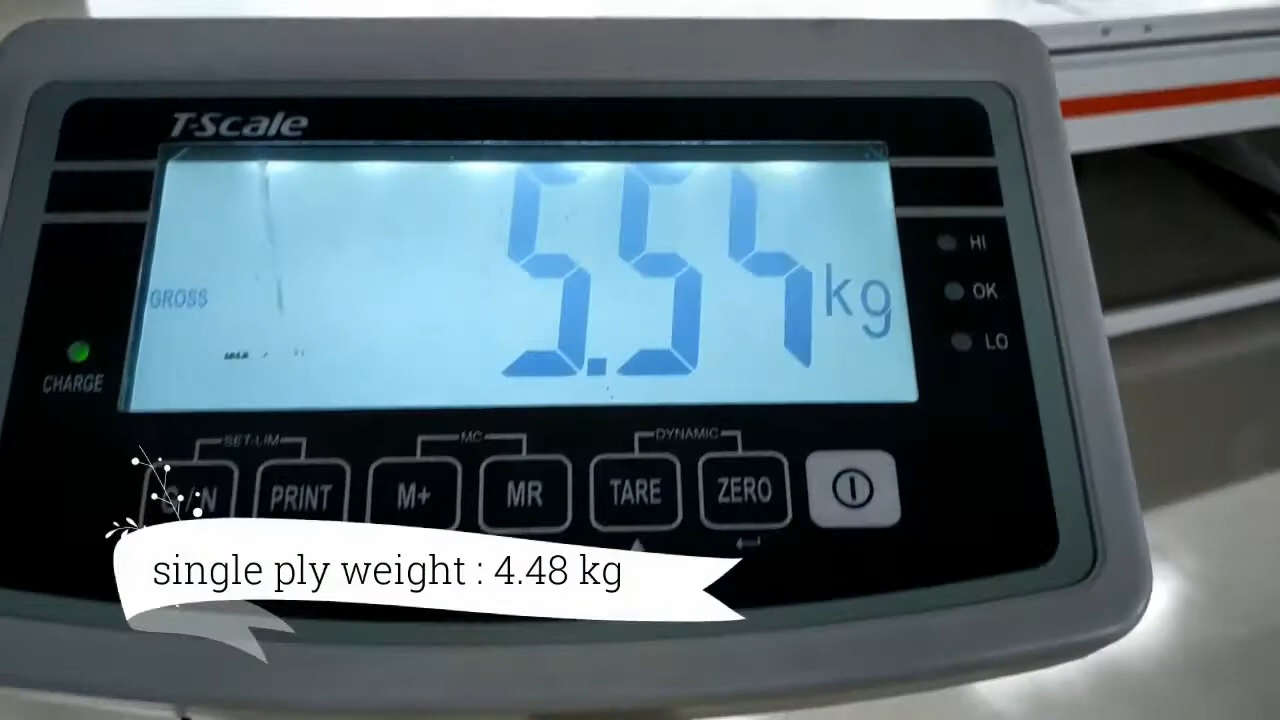 T-Scale
GROSS
5.54 kg
HI
OK
LO
CHARGE
SET-LIM
MC
DYNAMIC
PRINT
M+
MR
TARE
ZERO
single ply weight : 4.48 kg